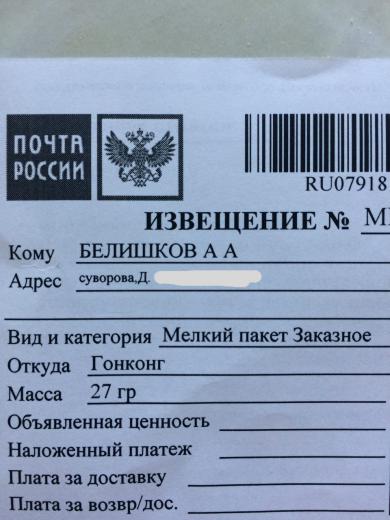 ПОЧТА
РОССИИ
RU07918
ИЗВЕЩЕНИЕ №
Кому БЕЛИШКОВ А А
Адрес суворова,Д.
Вид и категория Мелкий пакет Заказное
Откуда Гонконг
Масса 27 гр
Объявленная ценность
Наложенный платеж
Плата за доставку
Плата за возвр/дос.